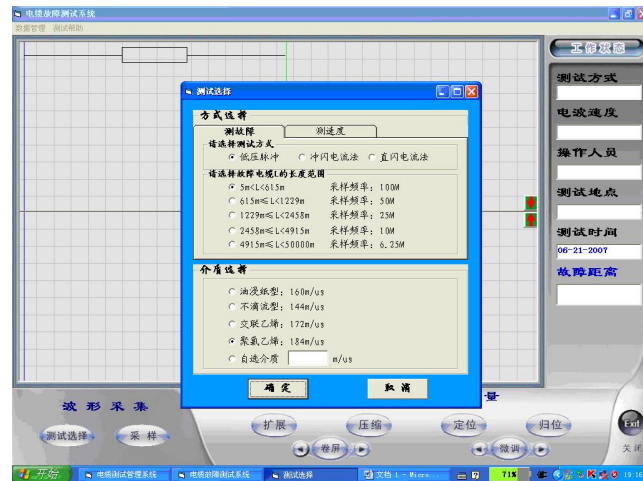 电缆故障测试系统
数据管理 测试帮助
工作状态
测试方式
电波速度
操作人员
测试地点
测试时间
06-21-2007
故障距离
测试选择
方式选择
测故障 测速度
请选择测试方式
低压脉冲 冲闪电流法 直闪电流法
请选择故障电缆L的长度范围
5m<L<615m 采样频率：100M
615m≤L<1229m 采样频率：50M
1229m≤L<2458m 采样频率：25M
2458m≤L<4915m 采样频率：10M
4915m≤L<50000m 采样频率：6.25M
介质选择
油浸纸型：160m/us
不滴流型：144m/us
交联乙烯：172m/us
聚氯乙烯：184m/us
自选介质 m/us
确定 取消
波形采集 量
测试选择 采样 扩展 压缩 定位 归位
卷屏 微调
Exit
关闭
开始 电缆测试管理系统 电缆故障测试系统 测试选择 文档 1 - Micro... 71% 19:16